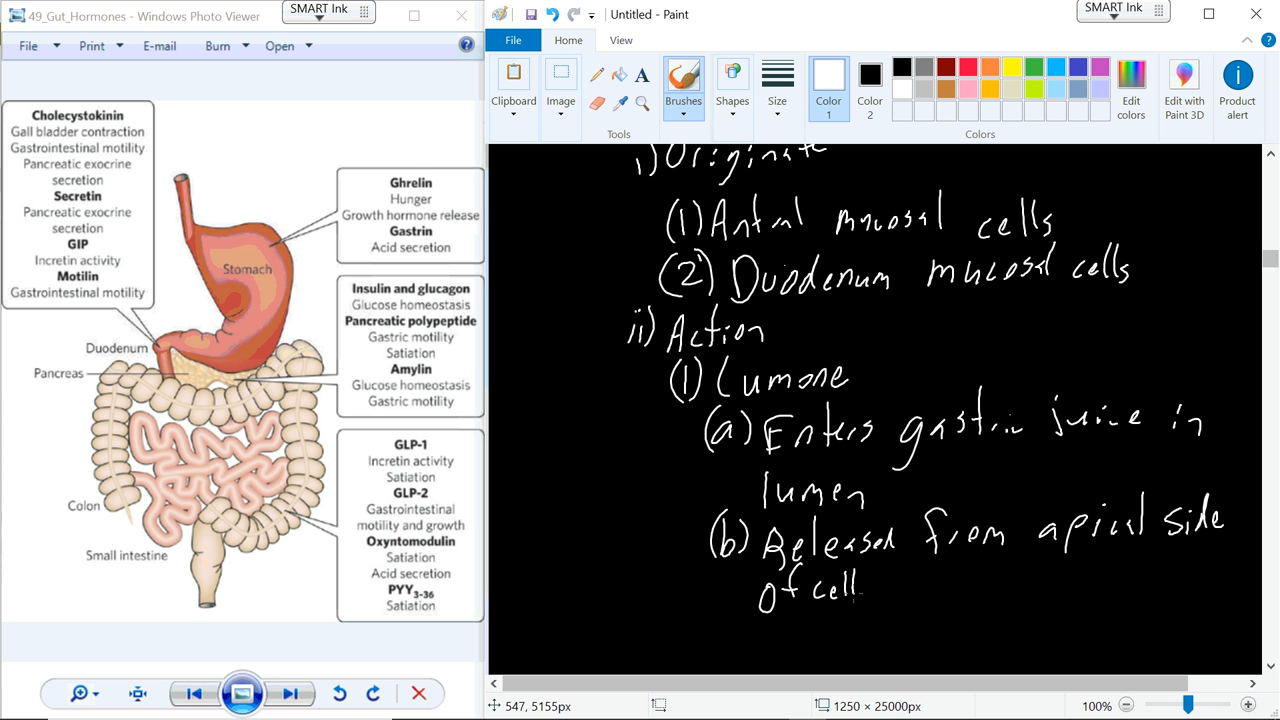 49_Gut_Hormones - Windows Photo Viewer
SMART Ink
File Print E-mail Burn Open
Cholecystokinin
Gall bladder contraction
Gastrointestinal motility
Pancreatic exocrine
secretion
Secretin
Pancreatic exocrine
secretion
GIP
Incretin activity
Motilin
Gastrointestinal motility
Ghrelin
Hunger
Growth hormone release
Gastrin
Acid secretion
Stomach
Insulin and glucagon
Glucose homeostasis
Pancreatic polypeptide
Gastric motility
Satiation
Amylin
Glucose homeostasis
Gastric motility
Duodenum
Pancreas
GLP-1
Incretin activity
Satiation
GLP-2
Gastrointestinal
motility and growth
Oxyntomodulin
Satiation
Acid secretion
PYY3-36
Satiation
Colon
Small intestine
Untitled - Paint
SMART Ink
File Home View
Clipboard
Image
Tools
Brushes
Shapes
Size
Color
1
Color
2
Edit
colors
Edit with
Paint 3D
Product
alert
Colors
i) Originate
(1) Antral mucosal cells
(2) Duodenum mucosal cells
ii) Action
(1) Lumone
(a) Enters gastric juice in
lumen
(b) Released from apical side
of cell
547, 5155px
1250 × 25000px
100%